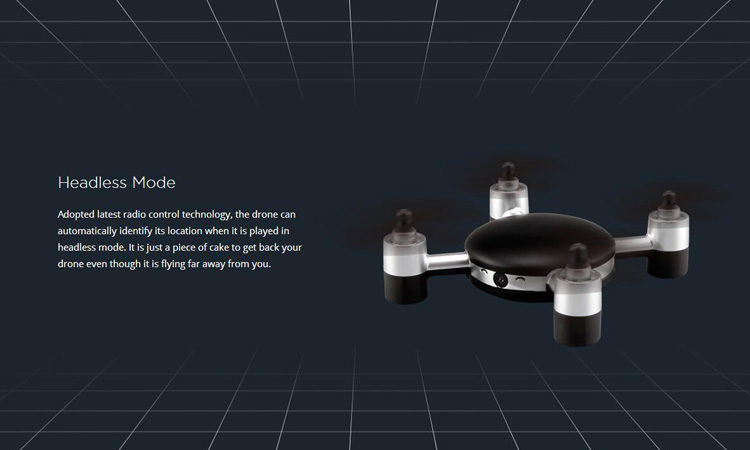 Headless Mode
Adopted latest radio control technology, the drone can
automatically identify its location when it is played in
headless mode. It is just a piece of cake to get back your
drone even though it is flying far away from you.